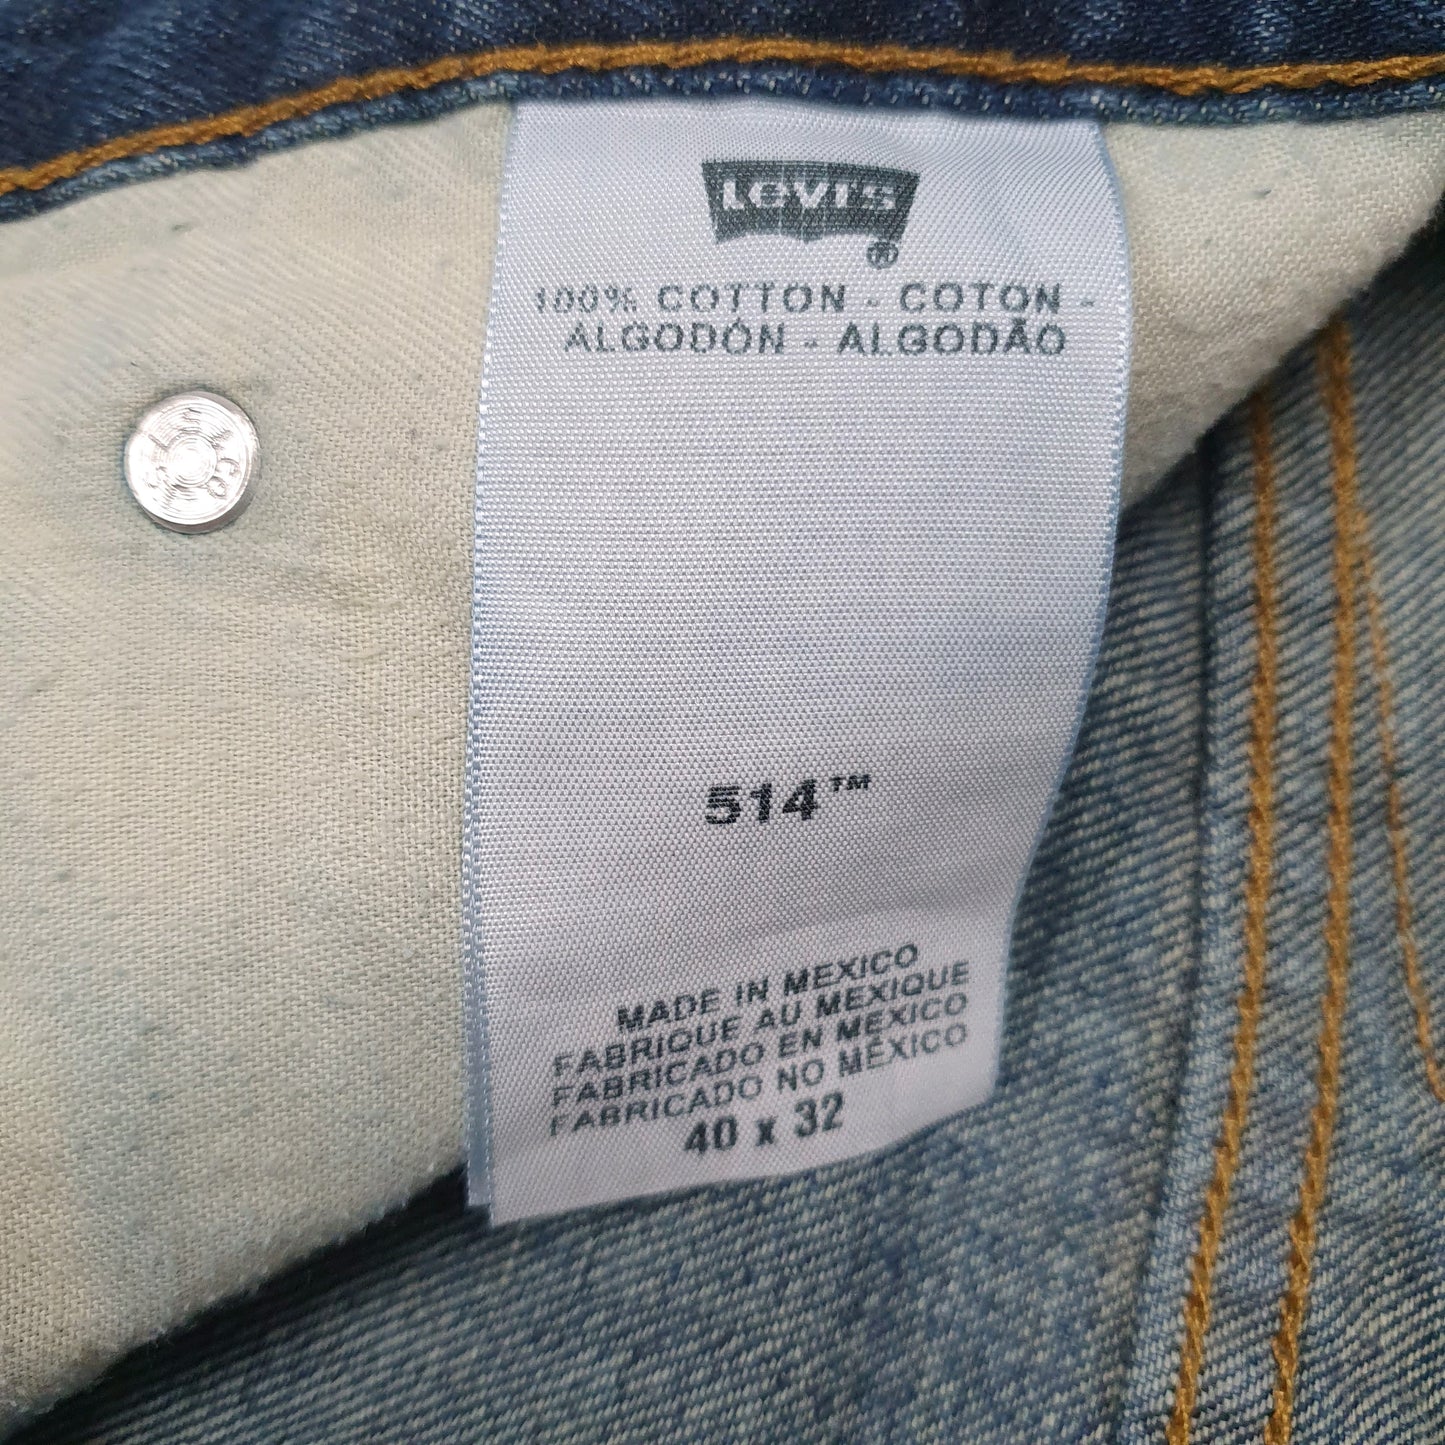 Levi's
®
100% COTTON - COTON -
ALGODÓN - ALGODÃO
514™
MADE IN MEXICO
FABRIQUE AU MEXIQUE
FABRICADO EN MEXICO
FABRICADO NO MÉXICO
40 x 32